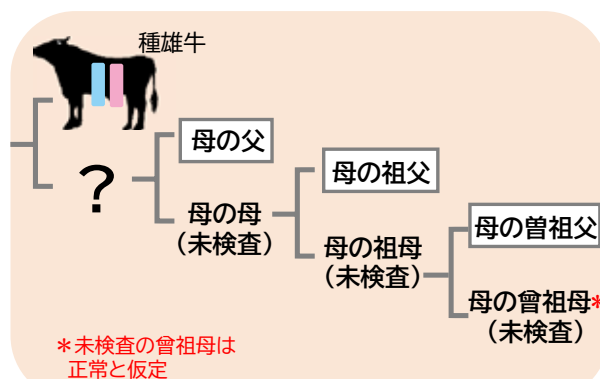 種雄牛
?
母の父
母の母
（未検査）
母の祖父
母の祖母
（未検査）
母の曽祖父
母の曾祖母*
（未検査）
*未検査の曾祖母は
正常と仮定